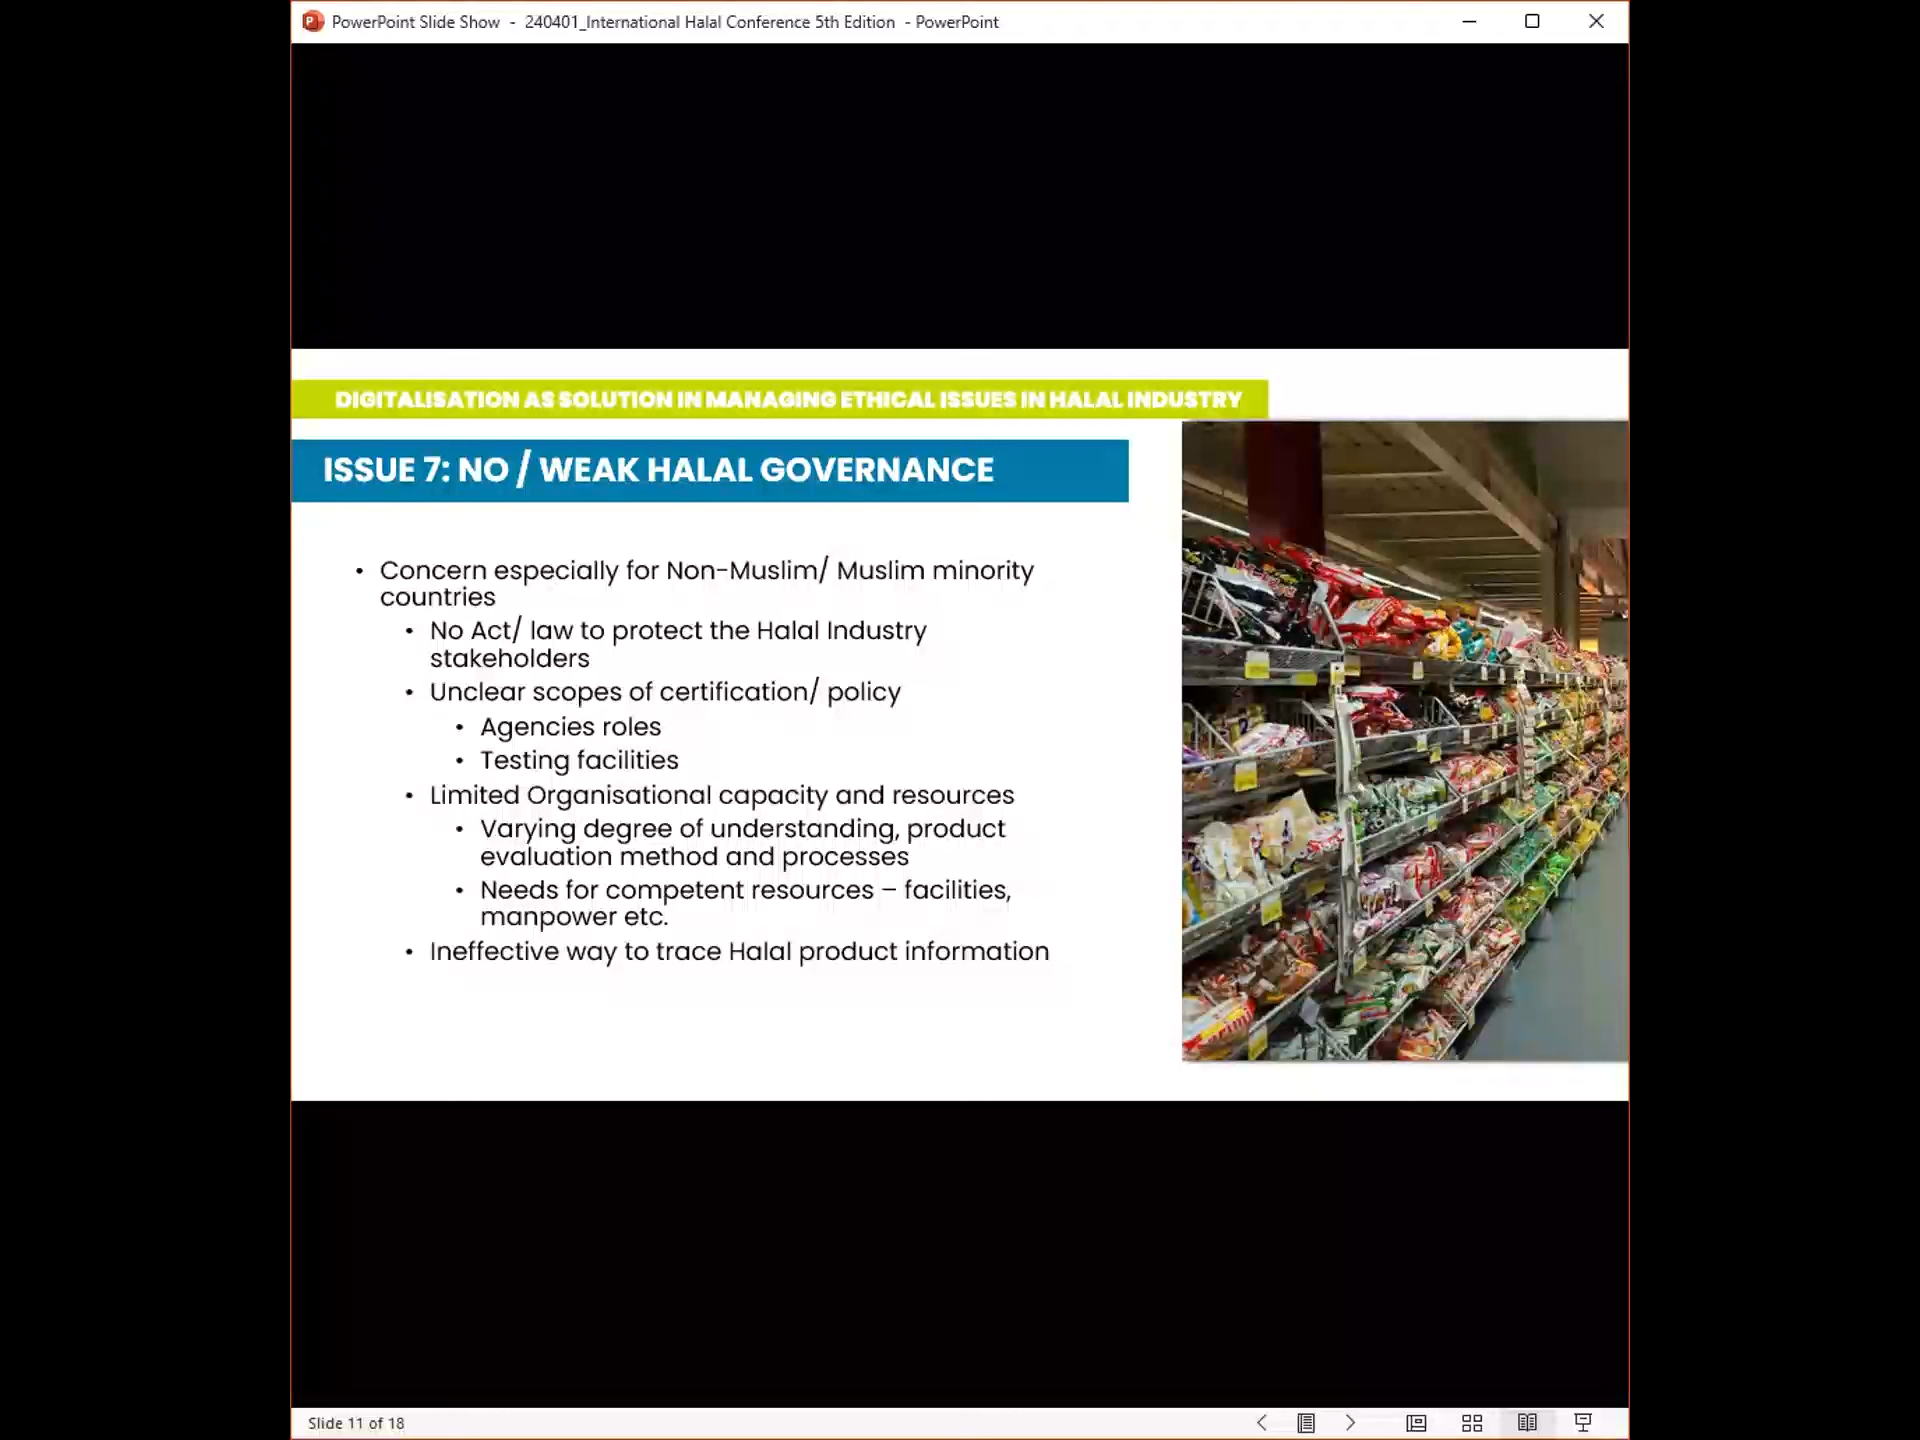 PowerPoint Slide Show - 240401_International Halal Conference 5th Edition - PowerPoint
DIGITALISATION AS SOLUTION IN MANAGING ETHICAL ISSUES IN HALAL INDUSTRY
ISSUE 7: NO / WEAK HALAL GOVERNANCE
• Concern especially for Non-Muslim/ Muslim minority
countries
• No Act/ law to protect the Halal Industry
stakeholders
• Unclear scopes of certification/ policy
• Agencies roles
• Testing facilities
• Limited Organisational capacity and resources
• Varying degree of understanding, product
evaluation method and processes
• Needs for competent resources – facilities,
manpower etc.
• Ineffective way to trace Halal product information
Slide 11 of 18